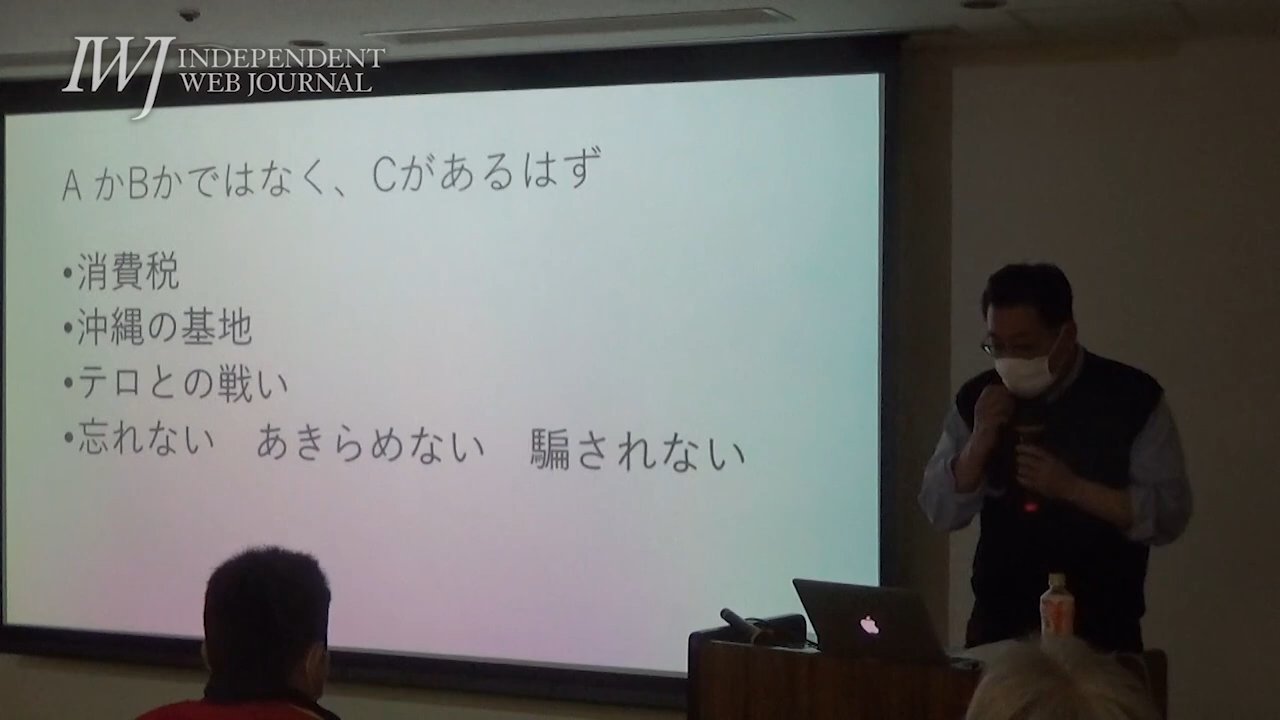 IWJ INDEPENDENT
WEB JOURNAL
A かBかではなく、Cがあるはず
•消費税
•沖縄の基地
•テロとの戦い
•忘れない　あきらめない　騙されない